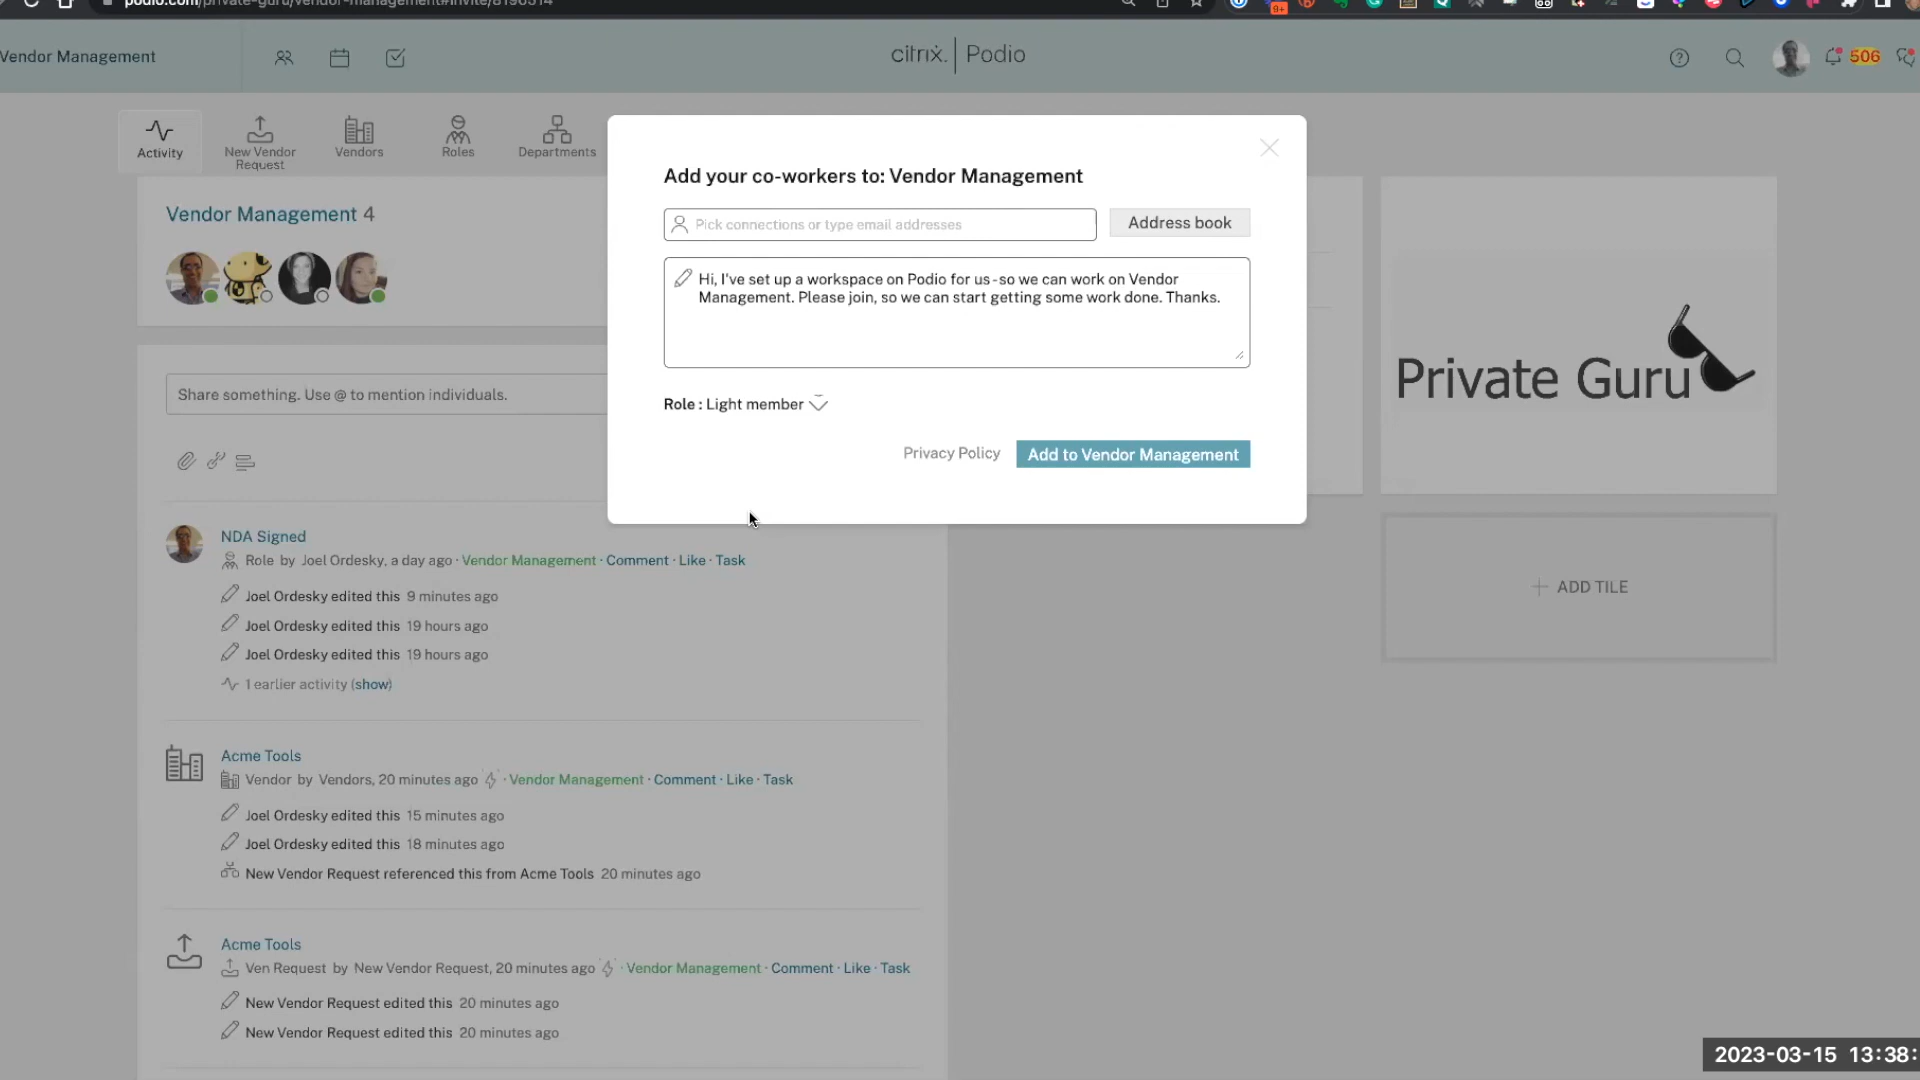 Vendor Management
citrix. | Podio
506
9+
Activity
New Vendor
Request
Vendors
Roles
Departments
Vendor Management 4
Share something. Use @ to mention individuals.
Add your co-workers to: Vendor Management
Pick connections or type email addresses
Address book
Hi, I've set up a workspace on Podio for us - so we can work on Vendor
Management. Please join, so we can start getting some work done. Thanks.
Role : Light member
Privacy Policy
Add to Vendor Management
Private Guru
+ ADD TILE
NDA Signed
Role by Joel Ordesky, a day ago · Vendor Management · Comment · Like · Task
Joel Ordesky edited this 9 minutes ago
Joel Ordesky edited this 19 hours ago
Joel Ordesky edited this 19 hours ago
1 earlier activity (show)
Acme Tools
Vendor by Vendors, 20 minutes ago · Vendor Management · Comment · Like · Task
Joel Ordesky edited this 15 minutes ago
Joel Ordesky edited this 18 minutes ago
New Vendor Request referenced this from Acme Tools 20 minutes ago
Acme Tools
Ven Request by New Vendor Request, 20 minutes ago · Vendor Management · Comment · Like · Task
New Vendor Request edited this 20 minutes ago
New Vendor Request edited this 20 minutes ago
2023-03-15 13:38: